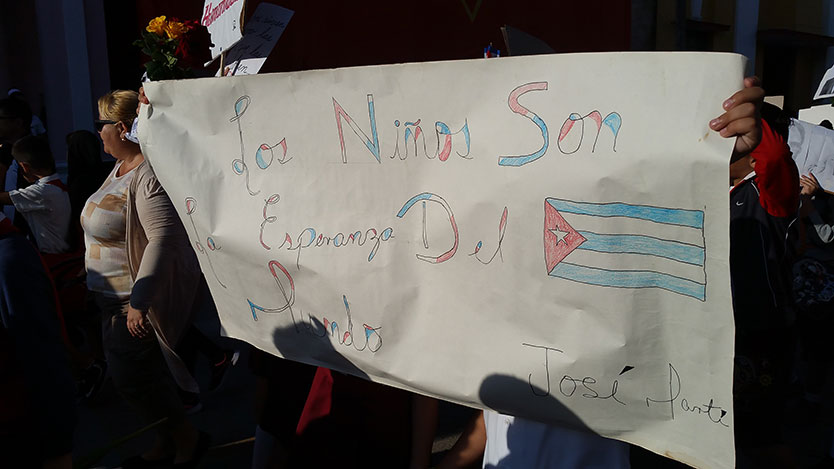 Los Niños Son
La Esperanza Del
Mundo
José Martí